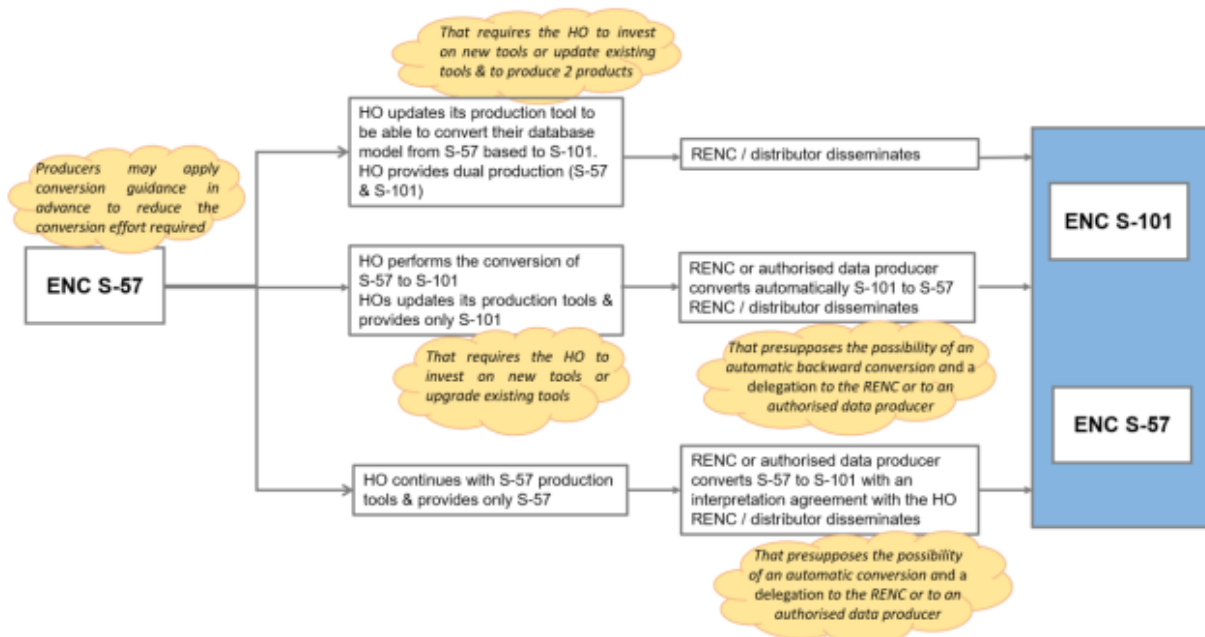 That requires the HO to invest
on new tools or update existing
tools & to produce 2 products
HO updates its production tool to
be able to convert their database
model from S-57 based to S-101.
HO provides dual production (S-57
& S-101)
RENC / distributor disseminates
Producers may apply
conversion guidance in
advance to reduce the
conversion effort required
ENC S-57
HO performs the conversion of
S-57 to S-101
HOs updates its production tools &
provides only S-101
RENC or authorised data producer
converts automatically S-101 to S-57
RENC / distributor disseminates
ENC S-101
That requires the HO to
invest on new tools or
upgrade existing tools
That presupposes the possibility of an
automatic backward conversion and a
delegation to the RENC or to an
authorised data producer
ENC S-57
HO continues with S-57 production
tools & provides only S-57
RENC or authorised data producer
converts S-57 to S-101 with an
interpretation agreement with the HO
RENC / distributor disseminates
That presupposes the possibility
of an automatic conversion and a
delegation to the RENC or to an
authorised data producer